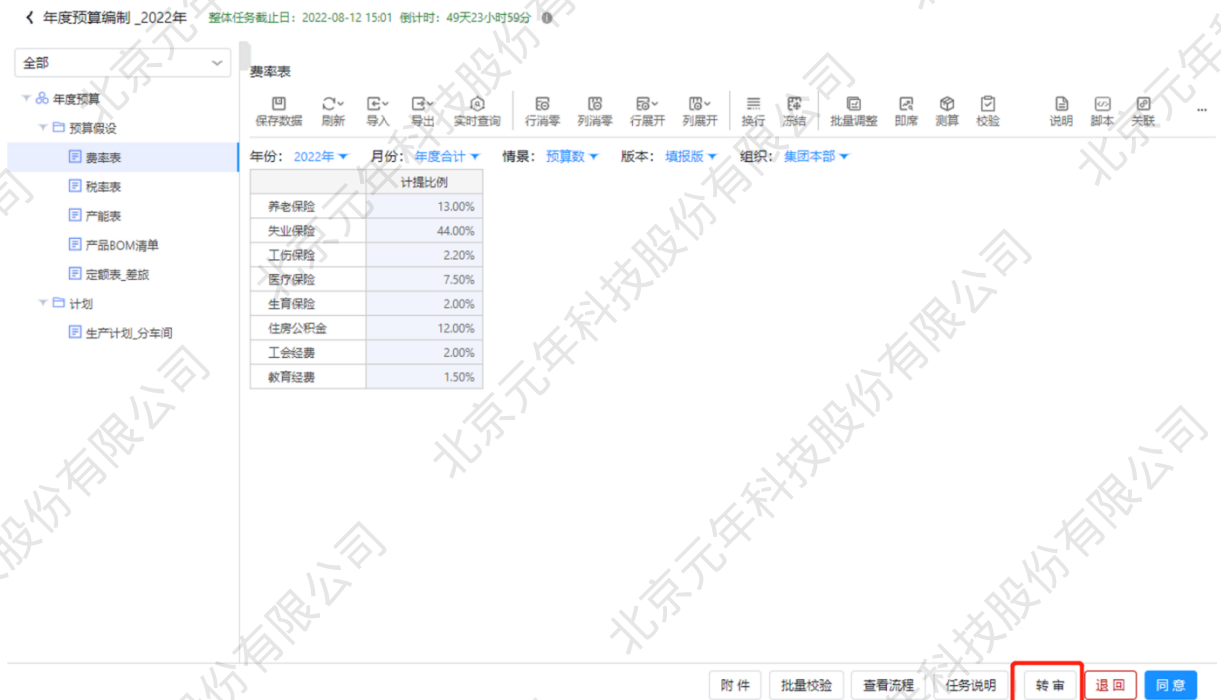 年度预算编制 _2022年 整体任务截止日：2022-08-12 15:01 倒计时：49天23小时59分
全部
年度预算
预算假设
费率表
税率表
产能表
产品BOM清单
定额表_差旅
计划
生产计划_分车间
费率表
保存数据 刷新 导入 导出 实时查询 行消零 列消零 行展开 列展开 换行 冻结 批量调整 即席 测算 校验 说明 脚本 关联 ...
年份： 2022年 月份： 年度合计 情景： 预算数 版本： 填报版 组织： 集团本部
计提比例
养老保险 13.00%
失业保险 44.00%
工伤保险 2.20%
医疗保险 7.50%
生育保险 2.00%
住房公积金 12.00%
工会经费 2.00%
教育经费 1.50%
附 件 批量校验 查看流程 任务说明 转 审 退 回 同 意
北京元年科技股份有限公司